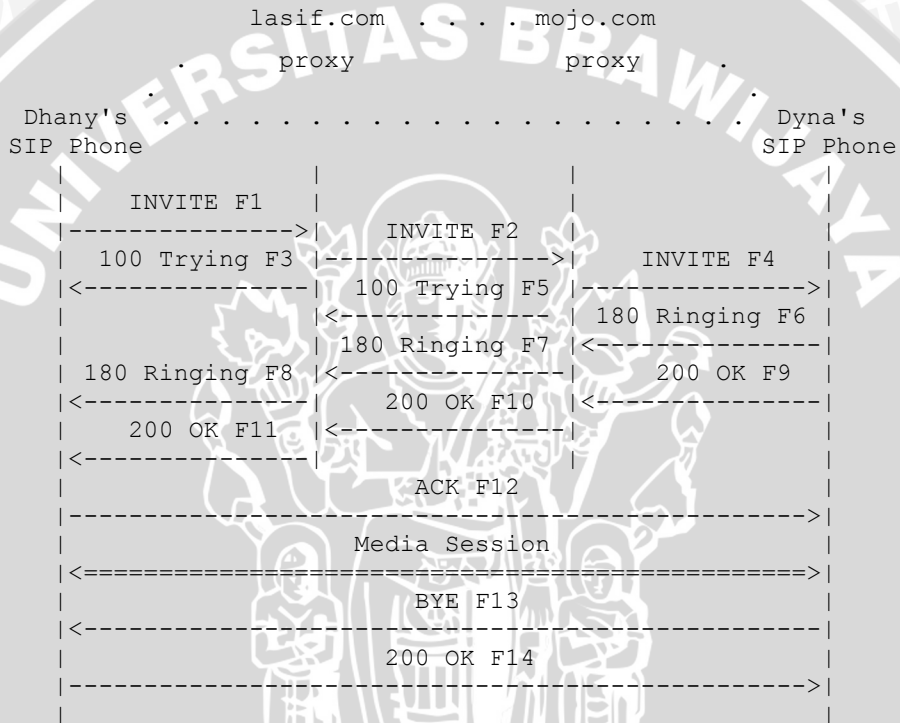 lasif.com . . . . mojo.com
. proxy proxy .
. .
Dhany's . . . . . . . . . . . . . . . . . . . . Dyna's
SIP Phone SIP Phone
| | | |
| INVITE F1 | | |
|--------------->| INVITE F2 | |
| 100 Trying F3 |--------------->| INVITE F4 |
|<---------------| 100 Trying F5 |--------------->|
| |<-------------- | 180 Ringing F6 |
| | 180 Ringing F7 |<---------------|
| 180 Ringing F8 |<---------------| 200 OK F9 |
|<---------------| 200 OK F10 |<---------------|
| 200 OK F11 |<---------------| |
|<---------------| | |
| ACK F12 |
|------------------------------------------------->|
| Media Session |
|<================================================>|
| BYE F13 |
|<-------------------------------------------------|
| 200 OK F14 |
|------------------------------------------------->|
| |
UNIVERSITAS BRAWIJAYA